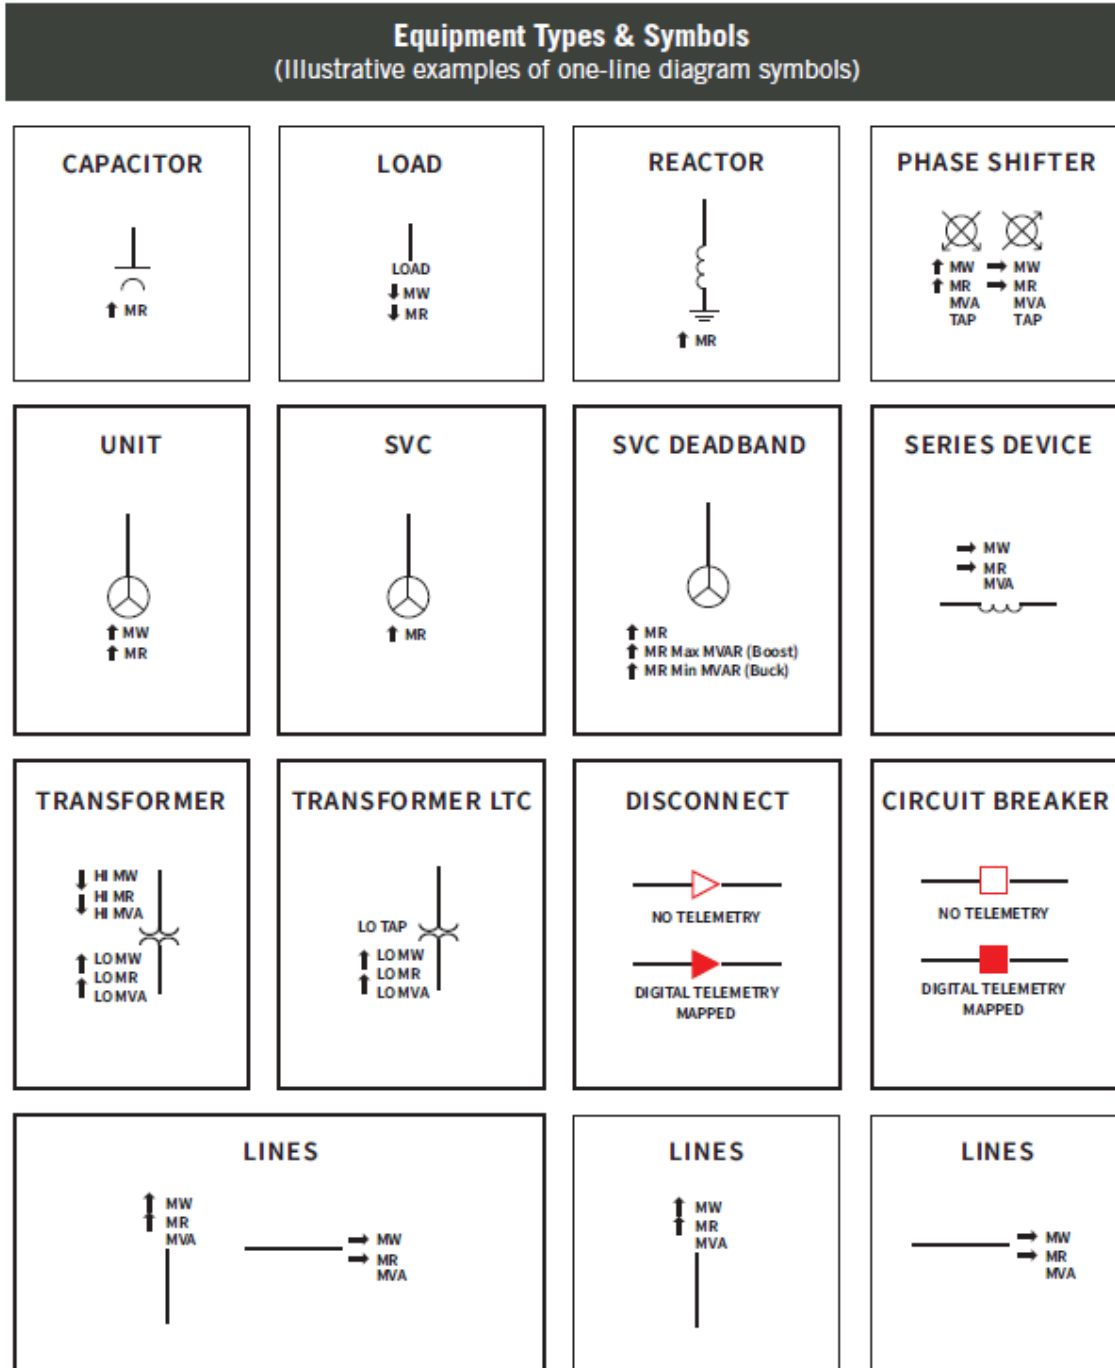 Equipment Types & Symbols
(Illustrative examples of one-line diagram symbols)
CAPACITOR
MR
LOAD
LOAD
MW
MR
REACTOR
MR
PHASE SHIFTER
MW MW
MR MR
MVA MVA
TAP TAP
UNIT
MW
MR
SVC
MR
SVC DEADBAND
MR
MR Max MVAR (Boost)
MR Min MVAR (Buck)
SERIES DEVICE
MW
MR
MVA
TRANSFORMER
HI MW
HI MR
HI MVA
LO MW
LO MR
LO MVA
TRANSFORMER LTC
LO TAP
LO MW
LO MR
LO MVA
DISCONNECT
NO TELEMETRY
DIGITAL TELEMETRY
MAPPED
CIRCUIT BREAKER
NO TELEMETRY
DIGITAL TELEMETRY
MAPPED
LINES
MW
MR
MVA
MW
MR
MVA
LINES
MW
MR
MVA
LINES
MW
MR
MVA